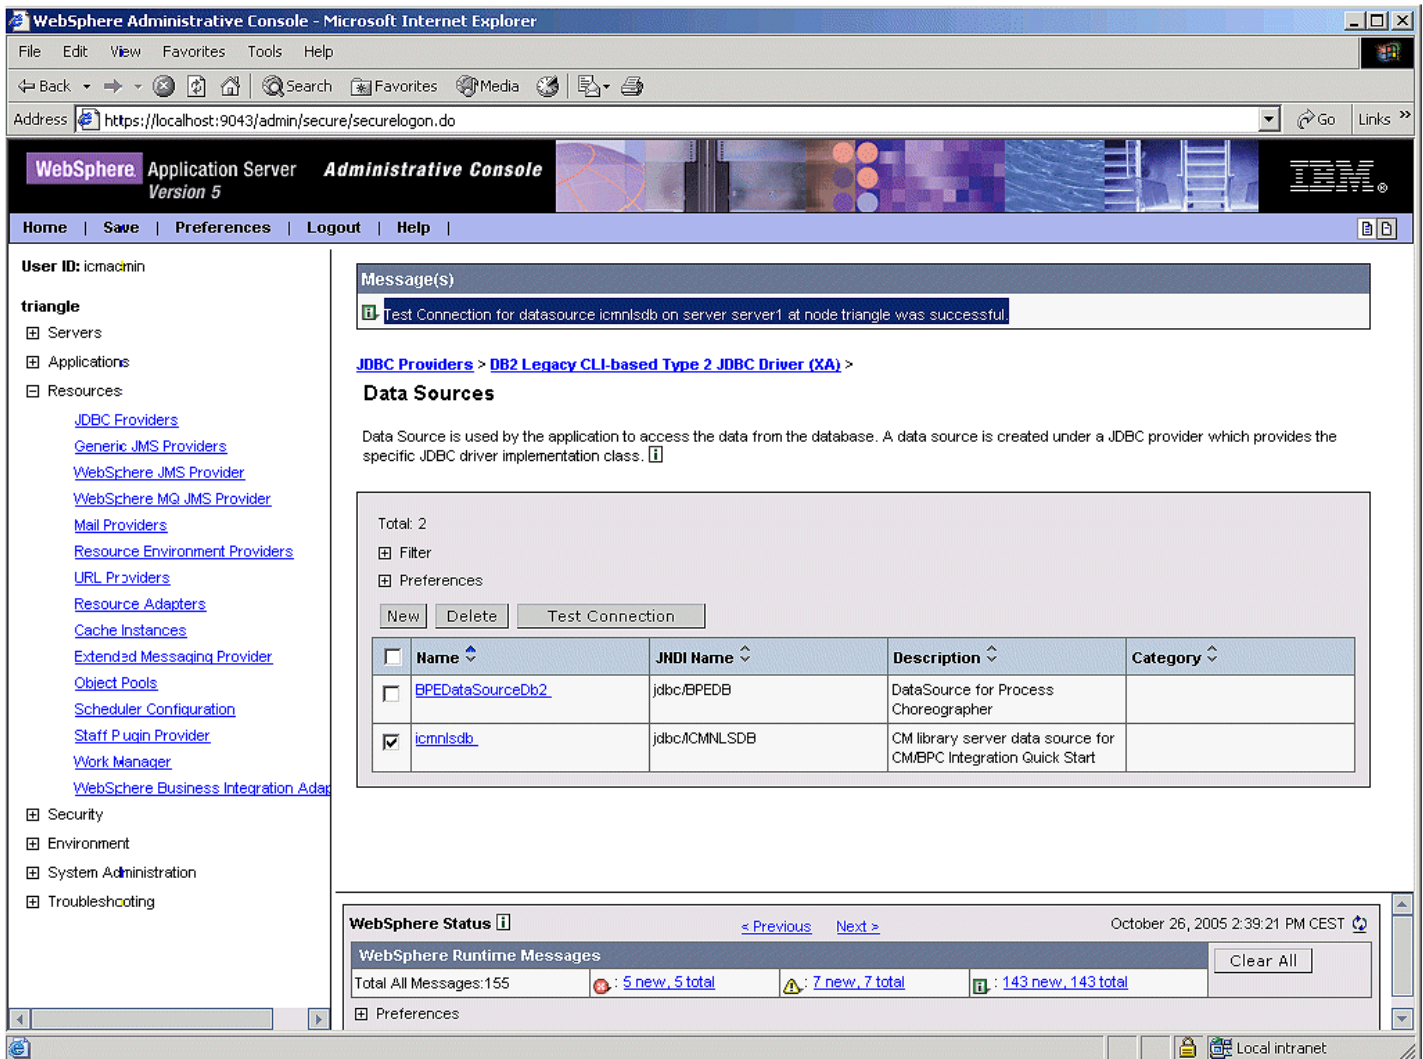 WebSphere Administrative Console - Microsoft Internet Explorer
File Edit View Favorites Tools Help
Back Search Favorites Media
Address https://localhost:9043/admin/secure/securelogon.do Go Links »
WebSphere Application Server Administrative Console
Version 5
IBM®
Home | Save | Preferences | Logout | Help |
User ID: icmadmin
triangle
Servers
Applications
Resources
JDBC Providers
Generic JMS Providers
WebSphere JMS Provider
WebSphere MQ JMS Provider
Mail Providers
Resource Environment Providers
URL Providers
Resource Adapters
Cache Instances
Extended Messaging Provider
Object Pools
Scheduler Configuration
Staff Plugin Provider
Work Manager
WebSphere Business Integration Adap
Security
Environment
System Administration
Troubleshooting
Message(s)
Test Connection for datasource icmnlsdb on server server1 at node triangle was successful.
JDBC Providers > DB2 Legacy CLI-based Type 2 JDBC Driver (XA) >
Data Sources
Data Source is used by the application to access the data from the database. A data source is created under a JDBC provider which provides the
specific JDBC driver implementation class. i
Total: 2
Filter
Preferences
New Delete Test Connection
Name JNDI Name Description Category
BPEDataSourceDb2 jdbc/BPEDB DataSource for Process
Choreographer
icmnlsdb jdbc/ICMNLSDB CM library server data source for
CM/BPC Integration Quick Start
WebSphere Status i < Previous Next > October 26, 2005 2:39:21 PM CEST
WebSphere Runtime Messages Clear All
Total All Messages:155 : 5 new, 5 total : 7 new, 7 total : 143 new, 143 total
Preferences
Local intranet